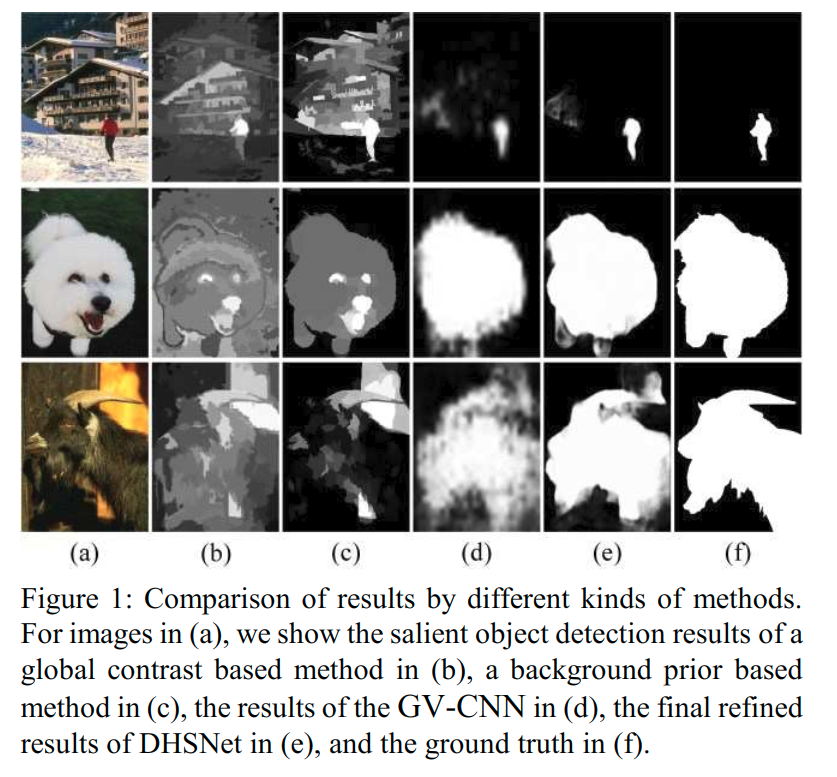 (a) (b) (c) (d) (e) (f)
Figure 1: Comparison of results by different kinds of methods.
For images in (a), we show the salient object detection results of a
global contrast based method in (b), a background prior based
method in (c), the results of the GV-CNN in (d), the final refined
results of DHSNet in (e), and the ground truth in (f).